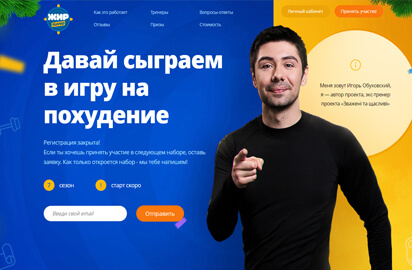 ЖИР
Как это работает
Тренеры
Вопросы ответы
Отзывы
Призы
Стоимость
Личный кабинет
Принять участие
Давай сыграем
в игру на
похудение
Регистрация закрыта!
Если ты хочешь принять участие в следующем наборе, оставь
заявку. Как только откроется набор - мы тебе напишем!
7 сезон
старт скоро
Введи свой email
Отправить
Меня зовут Игорь Обуховский,
я — автор проекта, экс тренер
проекта «Зважені та щасливі»